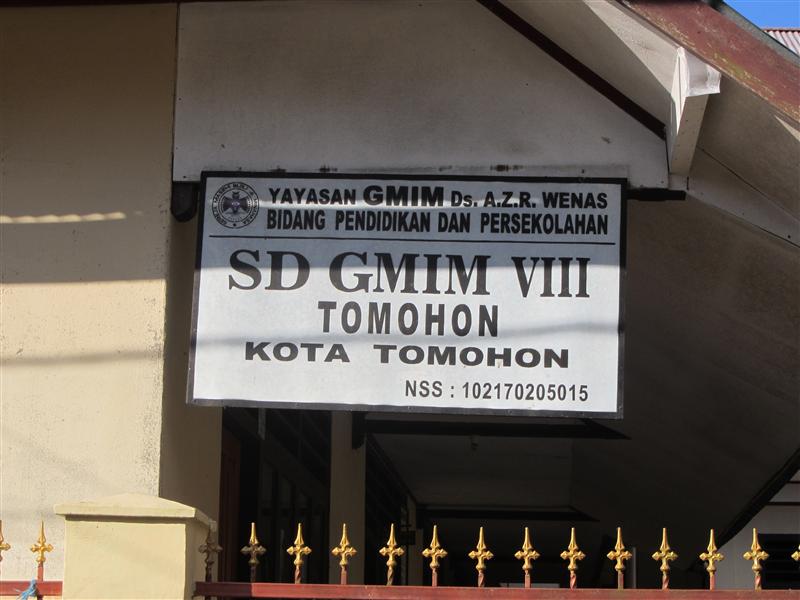 YAYASAN GMIM Ds. A.Z.R. WENAS
BIDANG PENDIDIKAN DAN PERSEKOLAHAN
SD GMIM VIII
TOMOHON
KOTA TOMOHON
NSS : 102170205015